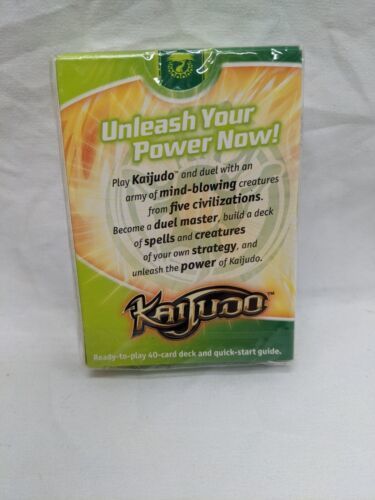 Unleash Your
Power Now!
Play Kaijudo™ and duel with an
army of mind-blowing creatures
from five civilizations.
Become a duel master, build a deck
of spells and creatures
of your own strategy, and
unleash the power of Kaijudo.
KAIJUDO™
Ready-to-play 40-card deck and quick-start guide.